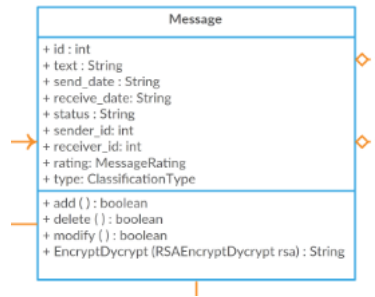 Message
+ id : int
+ text : String
+ send_date : String
+ receive_date: String
+ status : String
+ sender_id: int
+ receiver_id: int
+ rating: MessageRating
+ type: ClassificationType
+ add ( ) : boolean
+ delete ( ) : boolean
+ modify ( ) : boolean
+ EncryptDycrypt (RSAEncryptDycrypt rsa) : String